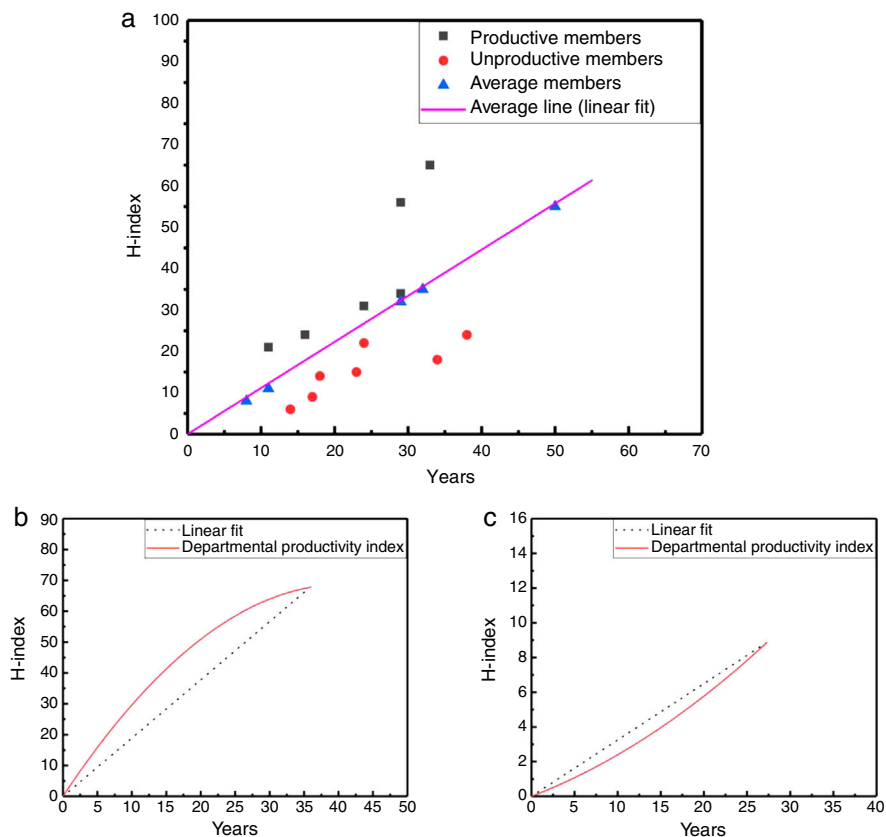 a
100
90
80
70
60
50
40
30
20
10
0
H-index
Productive members
Unproductive members
Average members
Average line (linear fit)
0 10 20 30 40 50 60 70
Years
b
90
80
70
60
50
40
30
20
10
0
H-index
Linear fit
Departmental productivity index
0 5 10 15 20 25 30 35 40 45 50
Years
c
16
14
12
10
8
6
4
2
0
H-index
Linear fit
Departmental productivity index
0 5 10 15 20 25 30 35 40
Years